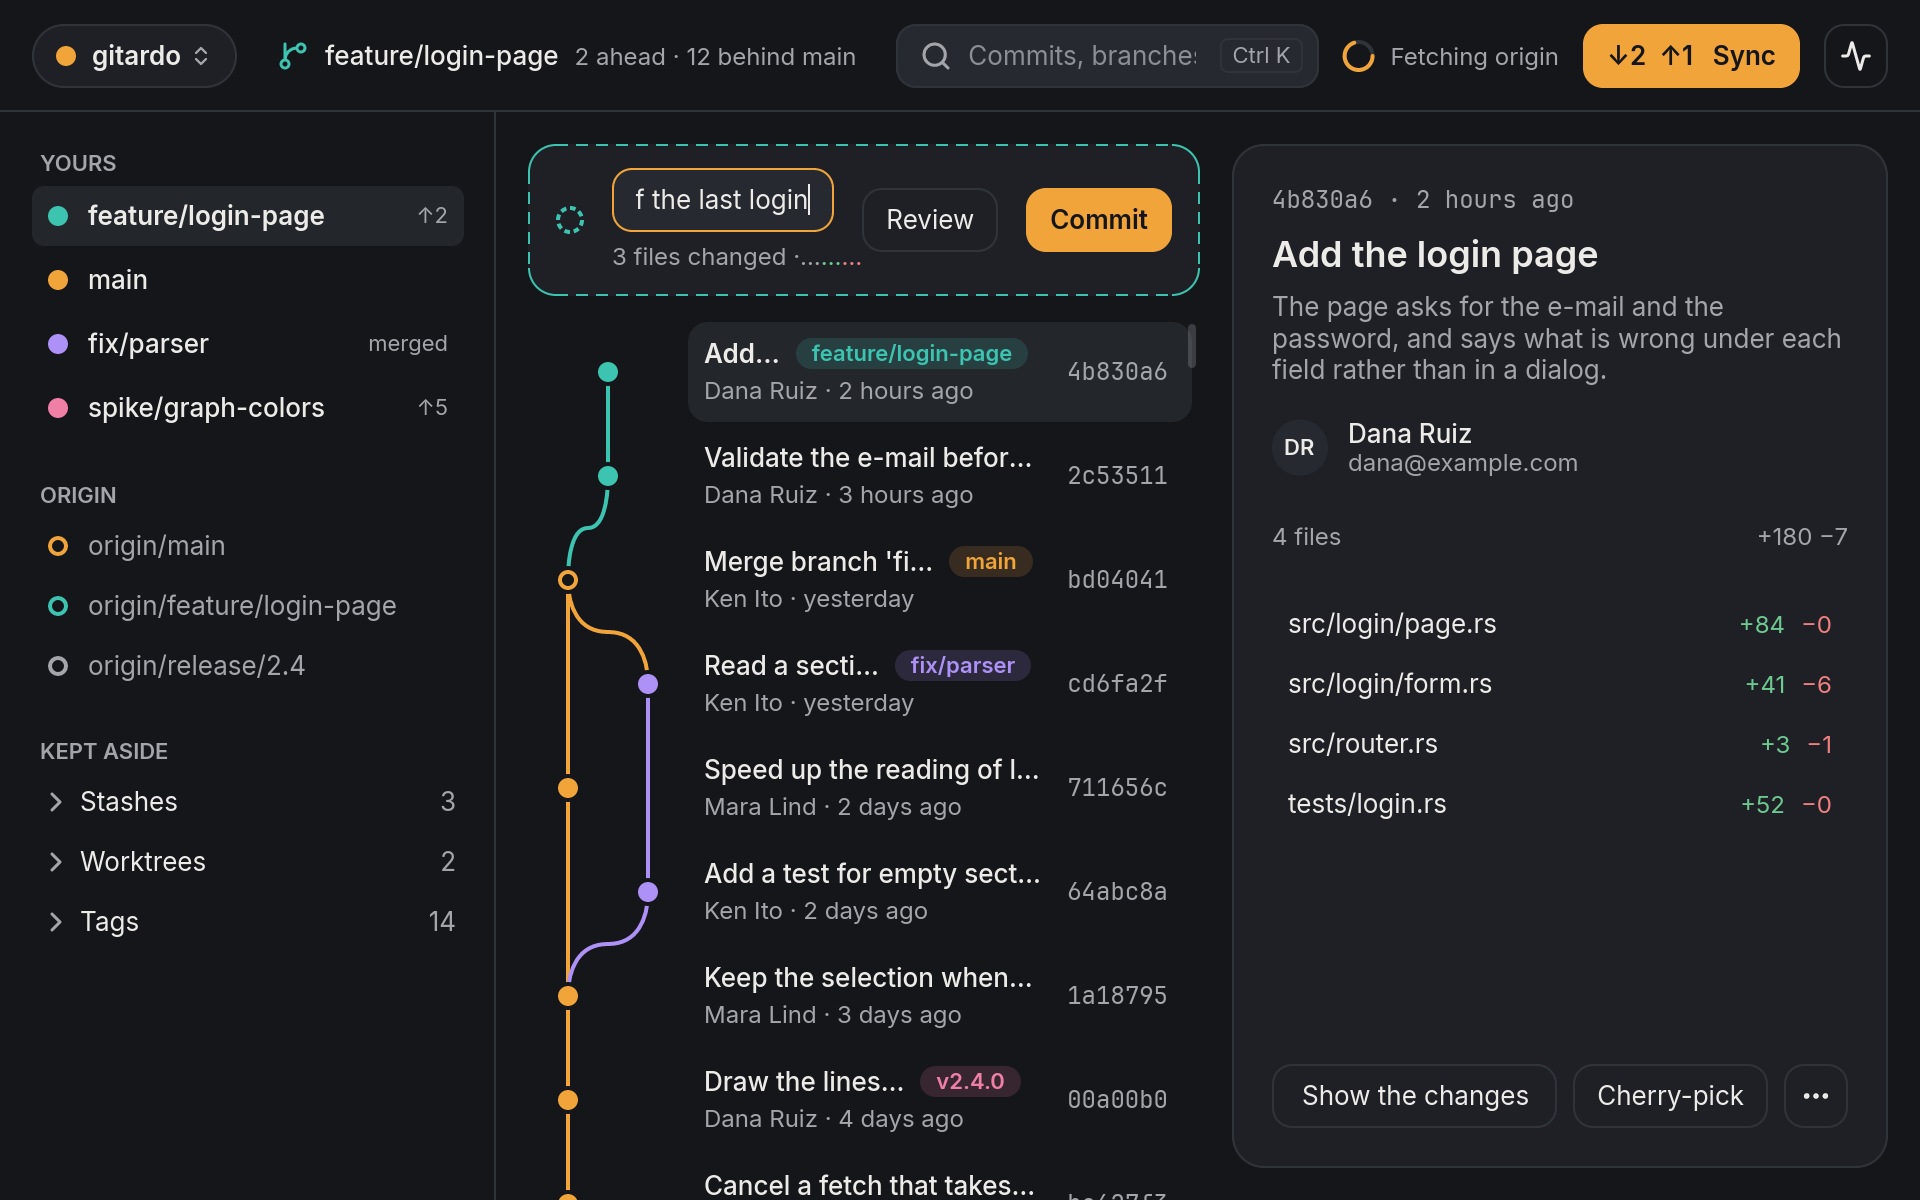 gitardo
feature/login-page 2 ahead · 12 behind main
Commits, branches Ctrl K
Fetching origin
↓2 ↑1 Sync
YOURS
feature/login-page ↑2
main
fix/parser merged
spike/graph-colors ↑5
ORIGIN
origin/main
origin/feature/login-page
origin/release/2.4
KEPT ASIDE
Stashes 3
Worktrees 2
Tags 14
f the last login
3 files changed ·...
Review
Commit
Add... feature/login-page
Dana Ruiz · 2 hours ago
4b830a6
Validate the e-mail befor...
Dana Ruiz · 3 hours ago
2c53511
Merge branch 'fi... main
Ken Ito · yesterday
bd04041
Read a secti... fix/parser
Ken Ito · yesterday
cd6fa2f
Speed up the reading of l...
Mara Lind · 2 days ago
711656c
Add a test for empty sect...
Ken Ito · 2 days ago
64abc8a
Keep the selection when...
Mara Lind · 3 days ago
1a18795
Draw the lines... v2.4.0
Dana Ruiz · 4 days ago
00a00b0
Cancel a fetch that takes...
4b830a6 · 2 hours ago
Add the login page
The page asks for the e-mail and the
password, and says what is wrong under each
field rather than in a dialog.
DR
Dana Ruiz
dana@example.com
4 files +180 −7
src/login/page.rs +84 −0
src/login/form.rs +41 −6
src/router.rs +3 −1
tests/login.rs +52 −0
Show the changes
Cherry-pick